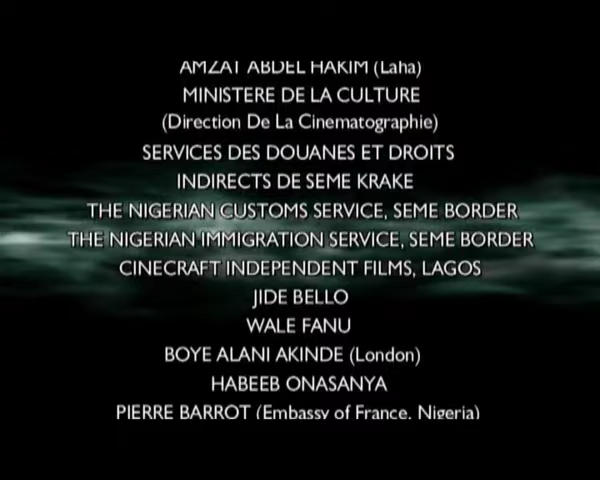 AMZAT ABDEL HAKIM (Laha)
MINISTERE DE LA CULTURE
(Direction De La Cinematographie)
SERVICES DES DOUANES ET DROITS
INDIRECTS DE SEME KRAKE
THE NIGERIAN CUSTOMS SERVICE, SEME BORDER
THE NIGERIAN IMMIGRATION SERVICE, SEME BORDER
CINECRAFT INDEPENDENT FILMS, LAGOS
JIDE BELLO
WALE FANU
BOYE ALANI AKINDE (London)
HABEEB ONASANYA
PIERRE BARROT (Embassy of France, Nigeria)